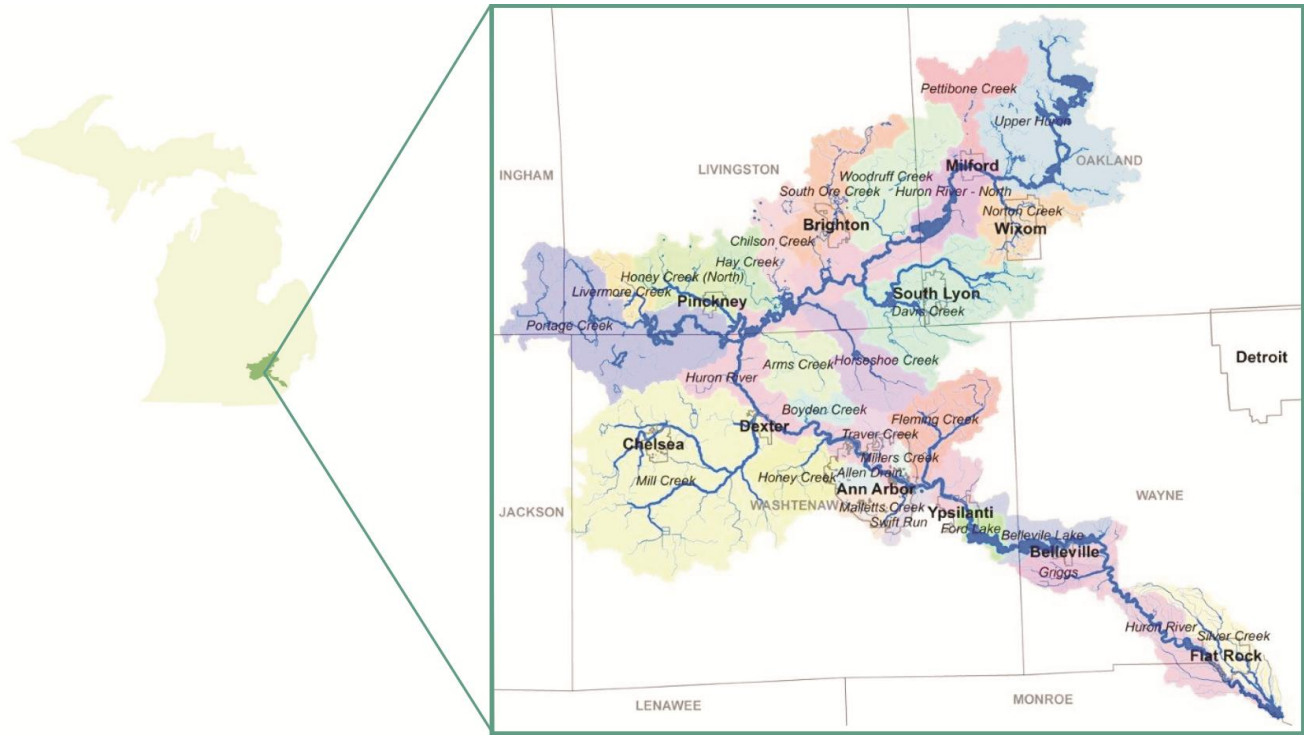 Pettibone Creek
Upper Huron
OAKLAND
LIVINGSTON
INGHAM
Milford
Woodruff Creek
South Ore Creek
Huron River - North
Norton Creek
Brighton
Wixom
Chilson Creek
Hay Creek
Honey Creek (North)
Livermore Creek
Pinckney
South Lyon
Davis Creek
Portage Creek
Detroit
Horseshoe Creek
Arms Creek
Huron River
Boyden Creek
Fleming Creek
Dexter
Traver Creek
Chelsea
Millers Creek
Allen Drain
Mill Creek
Honey Creek
Ann Arbor
WAYNE
WASHTENAW
Malletts Creek
JACKSON
Ypsilanti
Swift Run
Ford Lake
Bellevile Lake
Belleville
Griggs
Huron River
Silver Creek
Flat Rock
MONROE
LENAWEE